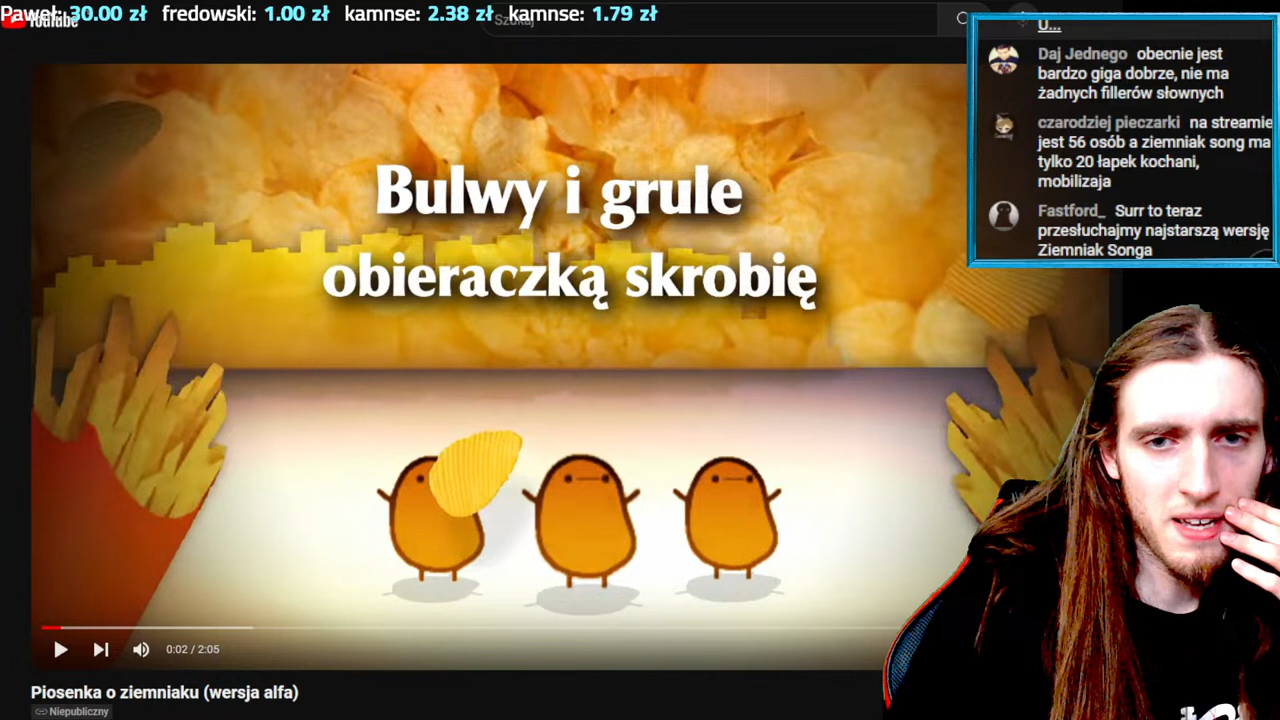 Paweł: 30.00 zł fredowski: 1.00 zł kamnse: 2.38 zł kamnse: 1.79 zł
YouTube
Szukaj
U...
Daj Jednego obecnie jest
bardzo giga dobrze, nie ma
żadnych fillerów słownych
czarodziej pieczarki na streamie
jest 56 osób a ziemniak song ma
tylko 20 łapek kochani,
mobilizaja
Fastford_ Surr to teraz
przesłuchajmy najstarszą wersję
Ziemniak Songa
Bulwy i grule
obieraczką skrobię
0:02 / 2:05
Piosenka o ziemniaku (wersja alfa)
Niepubliczny